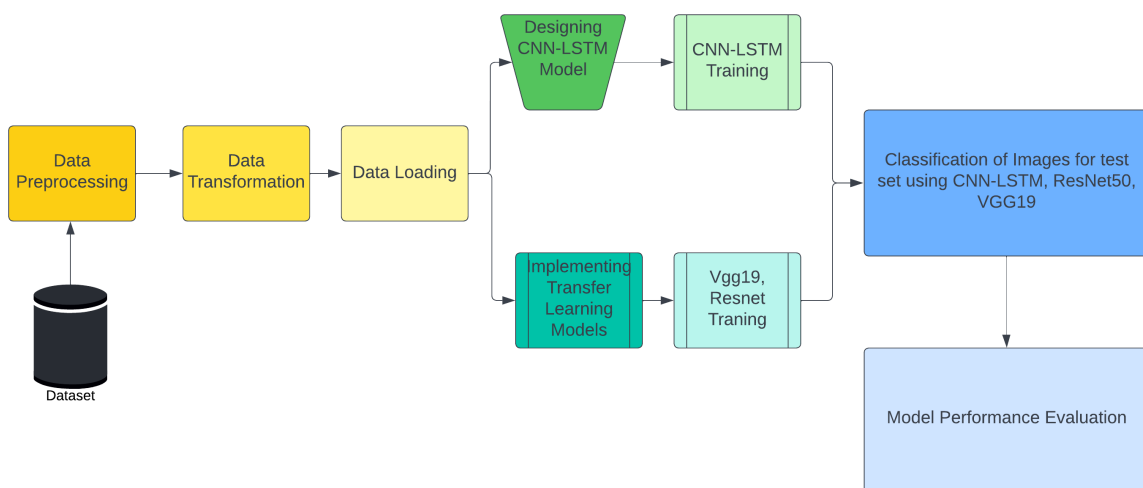 Data
Preprocessing
Dataset
Data
Transformation
Data Loading
Designing
CNN-LSTM
Model
CNN-LSTM
Training
Implementing
Transfer
Learning
Models
Vgg19,
Resnet
Traning
Classification of Images for test
set using CNN-LSTM, ResNet50,
VGG19
Model Performance Evaluation